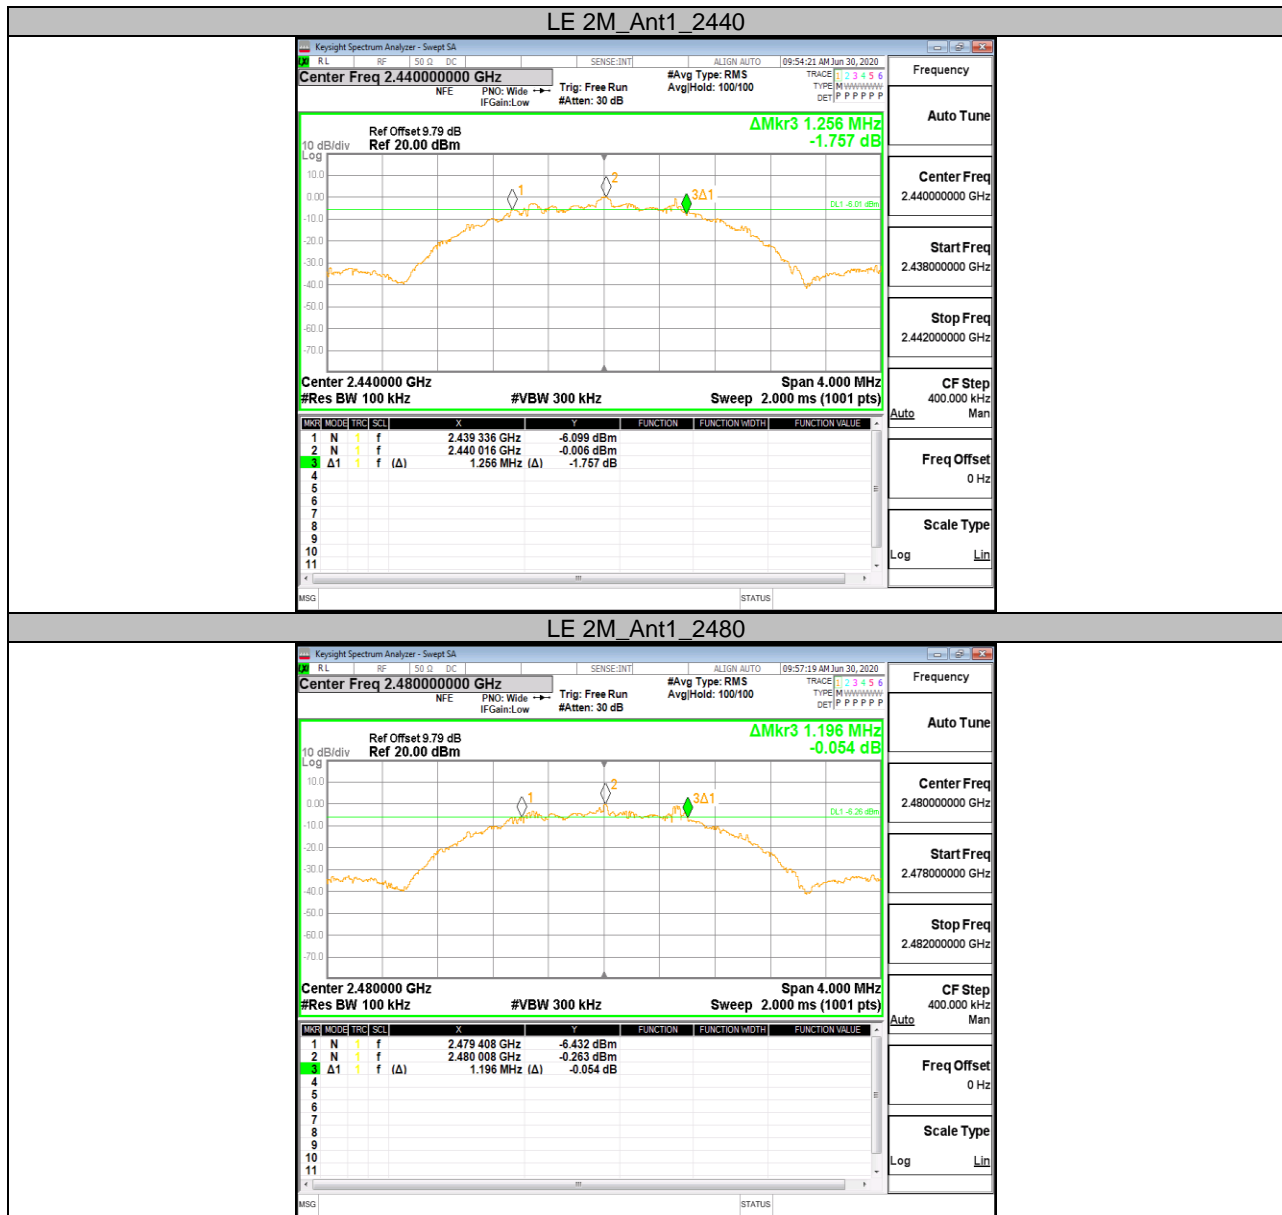 LE 2M_Ant1_2440
Keysight Spectrum Analyzer - Swept SA
LXI RL RF 50 Ω DC SENSE:INT ALIGN AUTO 09:54:21 AM Jun 30, 2020
Center Freq 2.440000000 GHz
NFE PNO: Wide IFGain:Low
Trig: Free Run #Atten: 30 dB
#Avg Type: RMS Avg|Hold: 100/100
TRACE 1 2 3 4 5 6
TYPE M WWWWW
DET P P P P P P
Frequency
Auto Tune
Center Freq
2.440000000 GHz
Start Freq
2.438000000 GHz
Stop Freq
2.442000000 GHz
CF Step
400.000 kHz
Auto Man
Freq Offset
0 Hz
Scale Type
Log Lin
ΔMkr3 1.256 MHz
-1.757 dB
Ref Offset 9.79 dB
10 dB/div Ref 20.00 dBm
Log
10.0
0.00
-10.0
-20.0
-30.0
-40.0
-50.0
-60.0
-70.0
1
2
3Δ1
DL1 -6.01 dBm
Center 2.440000 GHz Span 4.000 MHz
#Res BW 100 kHz #VBW 300 kHz Sweep 2.000 ms (1001 pts)
MKR MODE TRC SCL X Y FUNCTION FUNCTION WIDTH FUNCTION VALUE
1 N 1 f 2.439 336 GHz -6.099 dBm
2 N 1 f 2.440 016 GHz -0.006 dBm
3 Δ1 1 f (Δ) 1.256 MHz (Δ) -1.757 dB
4
5
6
7
8
9
10
11
MSG STATUS
LE 2M_Ant1_2480
Keysight Spectrum Analyzer - Swept SA
LXI RL RF 50 Ω DC SENSE:INT ALIGN AUTO 09:57:19 AM Jun 30, 2020
Center Freq 2.480000000 GHz
NFE PNO: Wide IFGain:Low
Trig: Free Run #Atten: 30 dB
#Avg Type: RMS Avg|Hold: 100/100
TRACE 1 2 3 4 5 6
TYPE M WWWWW
DET P P P P P P
Frequency
Auto Tune
Center Freq
2.480000000 GHz
Start Freq
2.478000000 GHz
Stop Freq
2.482000000 GHz
CF Step
400.000 kHz
Auto Man
Freq Offset
0 Hz
Scale Type
Log Lin
ΔMkr3 1.196 MHz
-0.054 dB
Ref Offset 9.79 dB
10 dB/div Ref 20.00 dBm
Log
10.0
0.00
-10.0
-20.0
-30.0
-40.0
-50.0
-60.0
-70.0
1
2
3Δ1
DL1 -6.26 dBm
Center 2.480000 GHz Span 4.000 MHz
#Res BW 100 kHz #VBW 300 kHz Sweep 2.000 ms (1001 pts)
MKR MODE TRC SCL X Y FUNCTION FUNCTION WIDTH FUNCTION VALUE
1 N 1 f 2.479 408 GHz -6.432 dBm
2 N 1 f 2.480 008 GHz -0.263 dBm
3 Δ1 1 f (Δ) 1.196 MHz (Δ) -0.054 dB
4
5
6
7
8
9
10
11
MSG STATUS